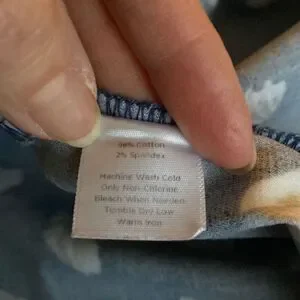 98% Cotton
2% Spandex
Machine Wash Cold
Only Non-Chlorine
Bleach When Needed
Tumble Dry Low
Warm Iron